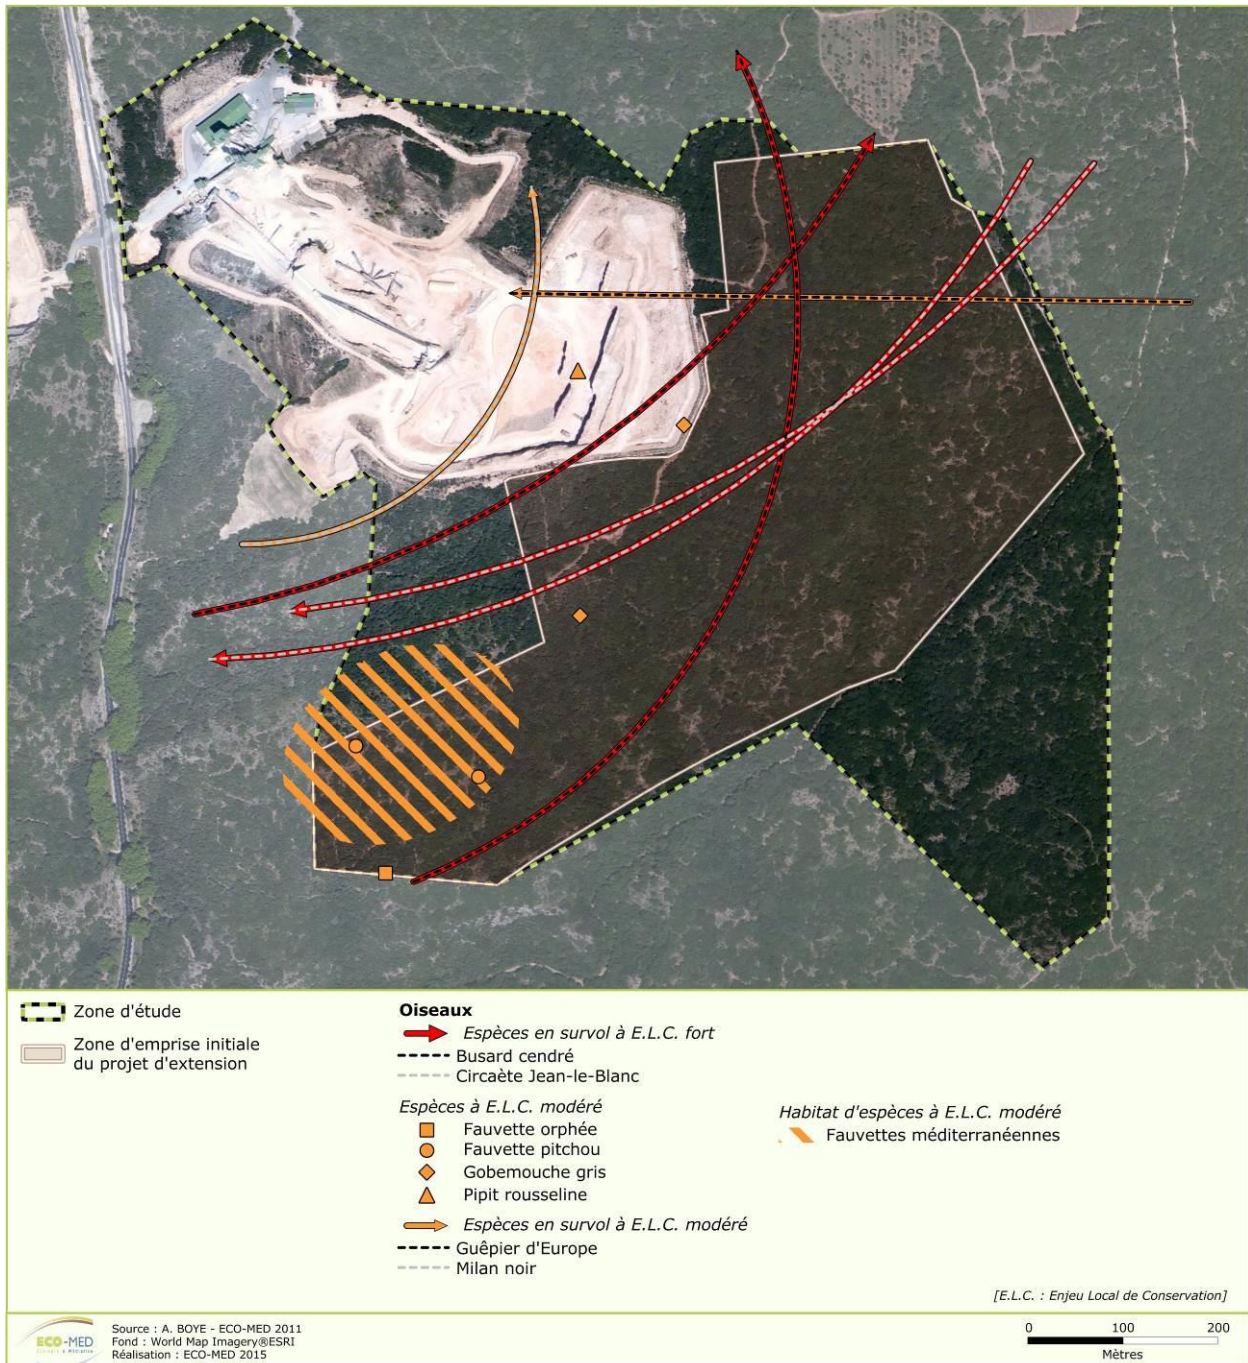 Zone d'étude
Zone d'emprise initiale
du projet d'extension
Oiseaux
Espèces en survol à E.L.C. fort
Busard cendré
Circaète Jean-le-Blanc
Espèces à E.L.C. modéré
Fauvette orphée
Fauvette pitchou
Gobemouche gris
Pipit rousseline
Espèces en survol à E.L.C. modéré
Guêpier d'Europe
Milan noir
Habitat d'espèces à E.L.C. modéré
Fauvettes méditerranéennes
[E.L.C. : Enjeu Local de Conservation]
ECO-MED
Source : A. BOYE - ECO-MED 2011
Fond : World Map Imagery®ESRI
Réalisation : ECO-MED 2015
0 100 200
Mètres